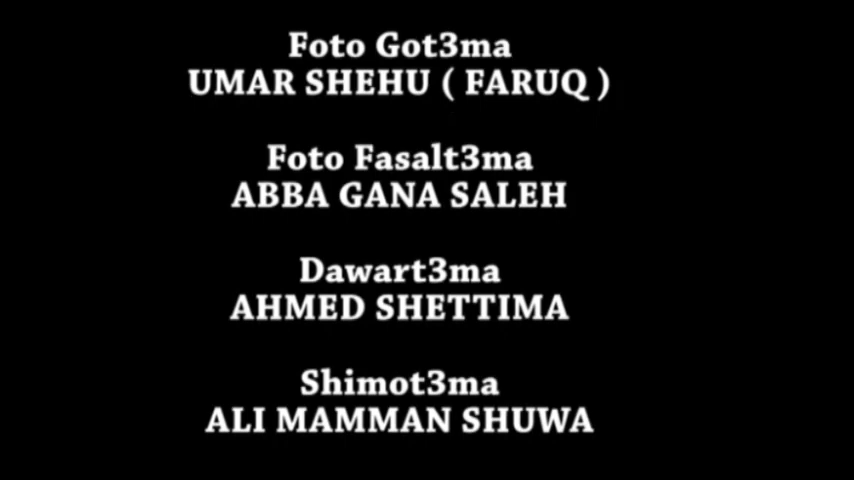 Foto Got3ma
UMAR SHEHU ( FARUQ )
Foto Fasalt3ma
ABBA GANA SALEH
Dawart3ma
AHMED SHETTIMA
Shimot3ma
ALI MAMMAN SHUWA